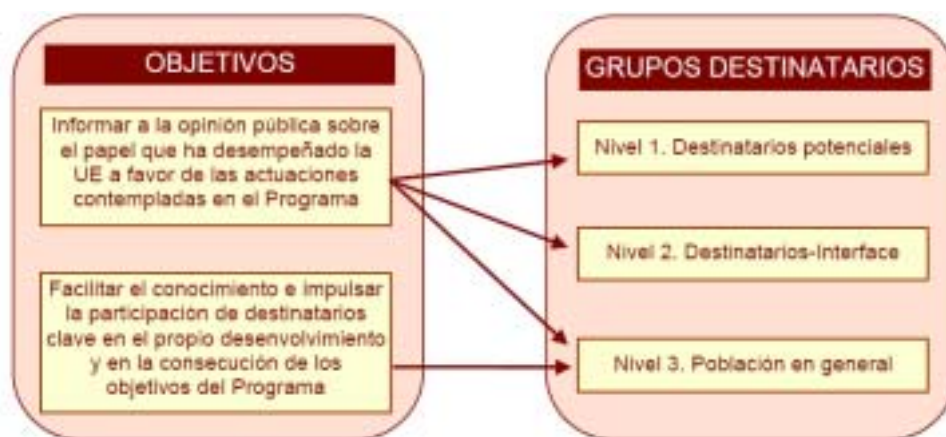 OBJETIVOS
Informar a la opinión pública sobre
el papel que ha desempeñado la
UE a favor de las actuaciones
contempladas en el Programa
Facilitar el conocimiento e impulsar
la participación de destinatarios
clave en el propio desenvolvimiento
y en la consecución de los
objetivos del Programa
GRUPOS DESTINATARIOS
Nivel 1. Destinatarios potenciales
Nivel 2. Destinatarios-Interface
Nivel 3. Población en general